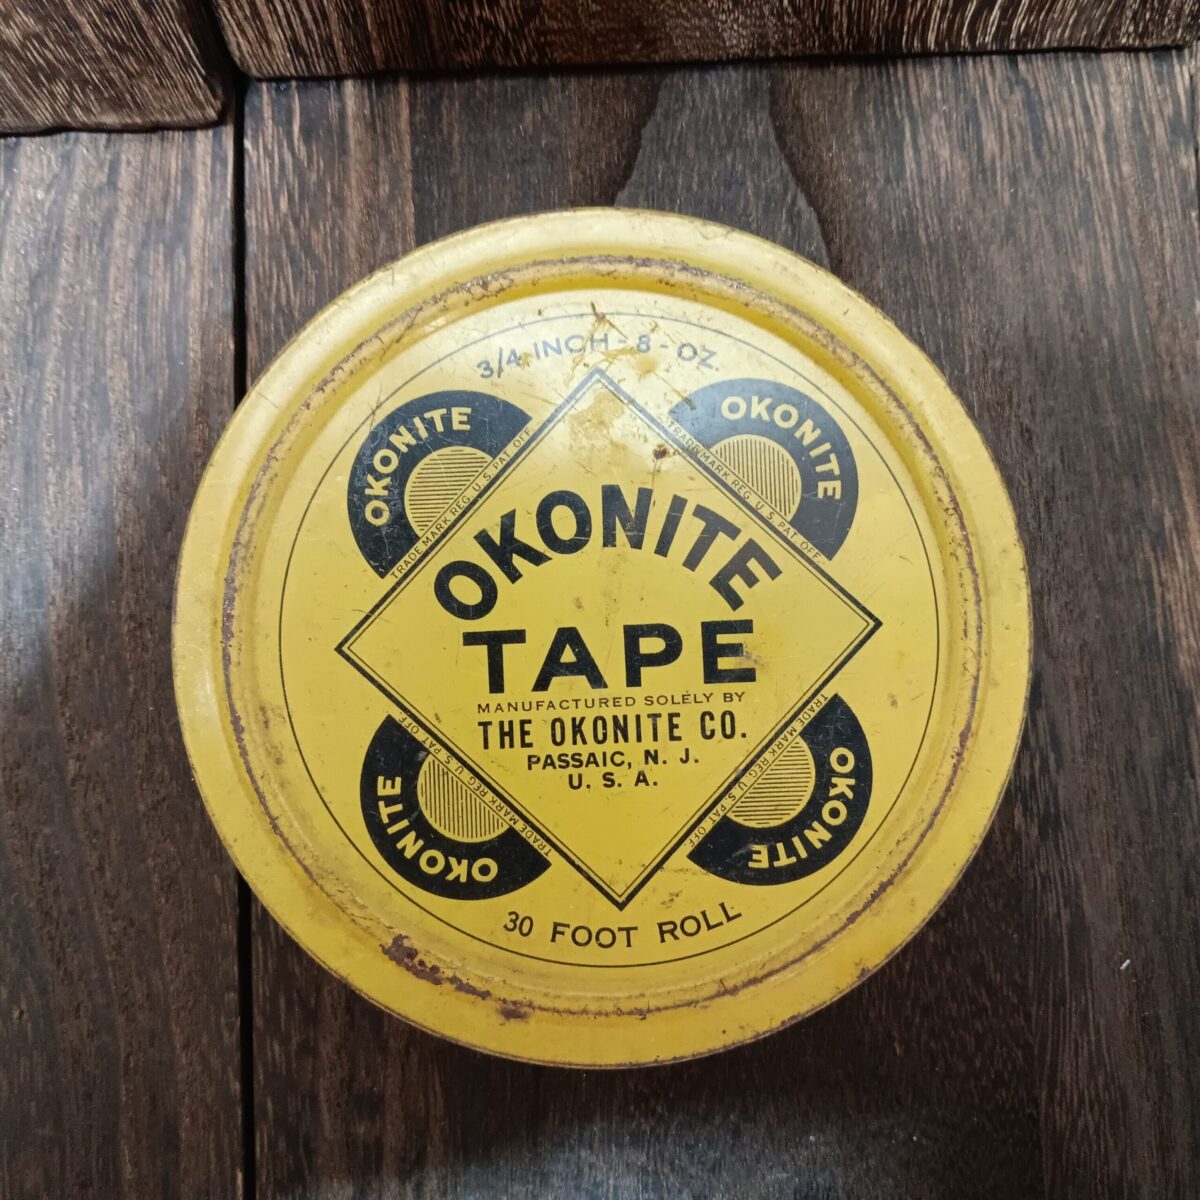 3/4 INCH - 8 - OZ.
OKONITE
TRADE MARK REG. U.S. PAT. OFF.
OKONITE
TRADE MARK REG. U.S. PAT. OFF.
OKONITE
TAPE
MANUFACTURED SOLELY BY
THE OKONITE CO.
PASSAIC, N. J.
U. S. A.
OKONITE
TRADE MARK REG. U.S. PAT. OFF.
OKONITE
TRADE MARK REG. U.S. PAT. OFF.
30 FOOT ROLL